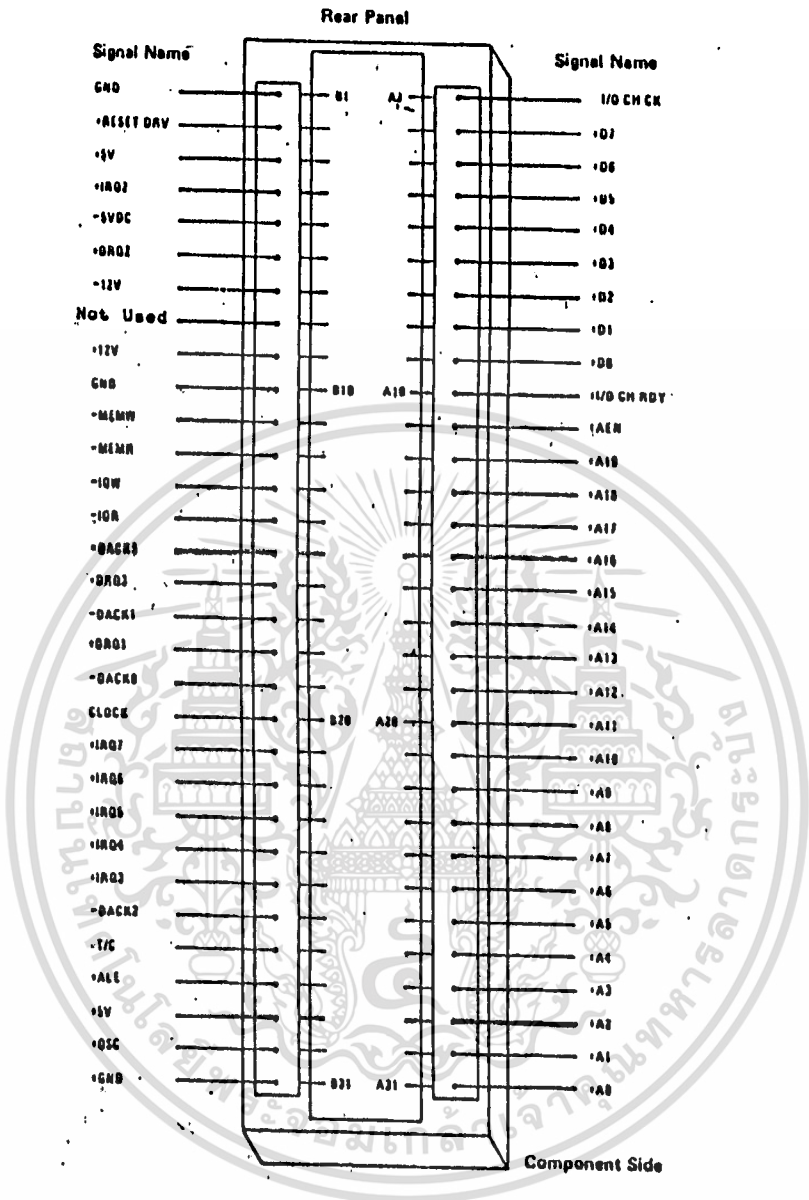 Rear Panel
Signal Name
GND
+RESET DRV
+5V
+IRQ2
-5VDC
+DRQ2
-12V
Not Used
+12V
GND
-MEMW
-MEMR
-IOW
-IOR
-DACK3
+DRQ3
-DACK1
+DRQ1
-DACK0
CLOCK
+IRQ7
+IRQ6
+IRQ5
+IRQ4
+IRQ3
-DACK2
+T/C
+ALE
+5V
+OSC
+GND
B1
B10
B20
B31
A1
A10
A20
A31
Signal Name
I/O CH CK
+D7
+D6
+D5
+D4
+D3
+D2
+D1
+D0
+I/O CH RDY
+AEN
+A19
+A18
+A17
+A16
+A15
+A14
+A13
+A12
+A11
+A10
+A9
+A8
+A7
+A6
+A5
+A4
+A3
+A2
+A1
+A0
Component Side